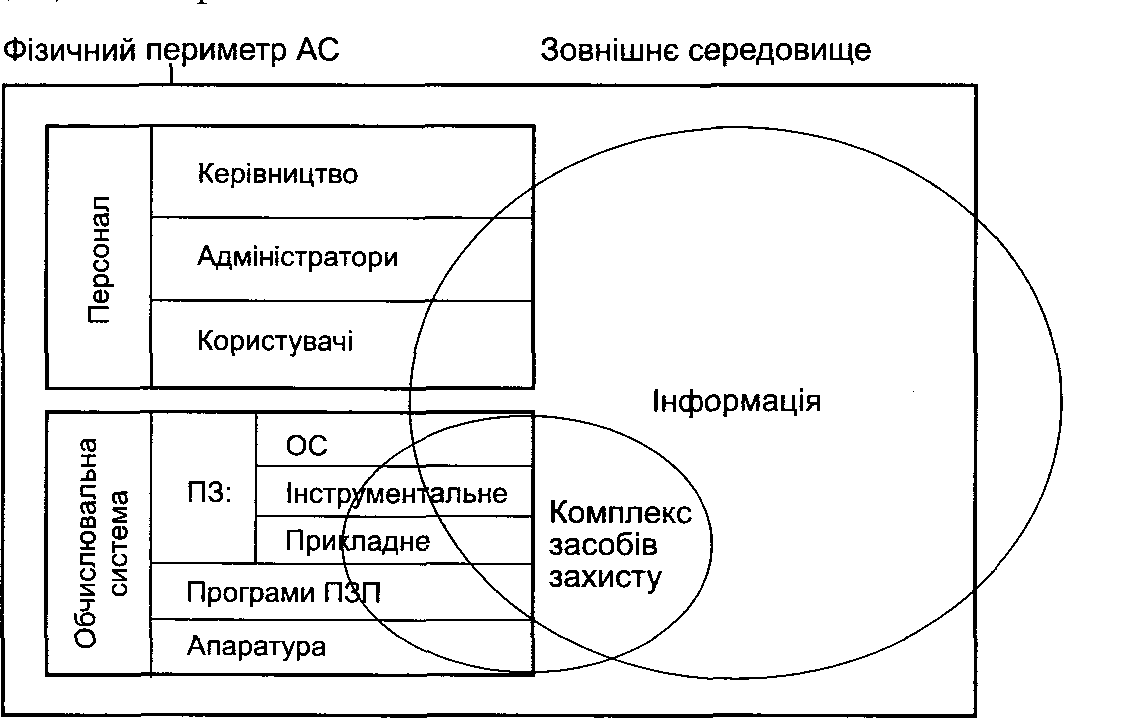 Фізичний периметр АС
Зовнішнє середовище
Персонал
Керівництво
Адміністратори
Користувачі
Інформація
Обчислювальна
система
ПЗ:
ОС
Інструментальне
Прикладне
Програми ПЗП
Апаратура
Комплекс
засобів
захисту